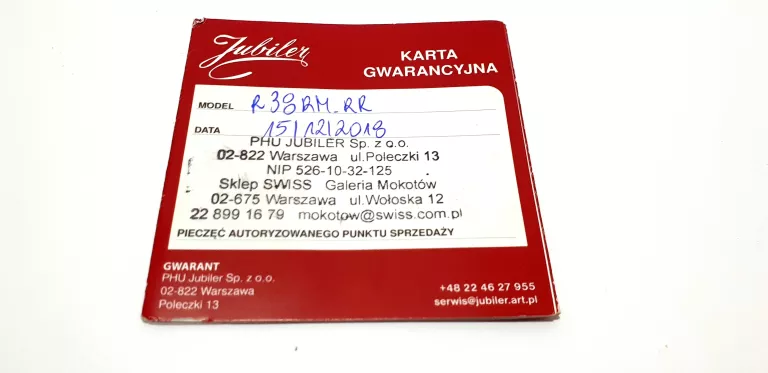 Jubiler
KARTA
GWARANCYJNA
MODEL R38RM.RR
DATA 15/12/2018
PHU JUBILER Sp. z o.o.
02-822 Warszawa ul.Poleczki 13
NIP 526-10-32-125
Sklep SWISS Galeria Mokotów
02-675 Warszawa ul.Wołoska 12
22 899 16 79 mokotow@swiss.com.pl
PIECZĘĆ AUTORYZOWANEGO PUNKTU SPRZEDAŻY
GWARANT
PHU Jubiler Sp. z o.o.
02-822 Warszawa
Poleczki 13
+48 22 46 27 955
serwis@jubiler.art.pl